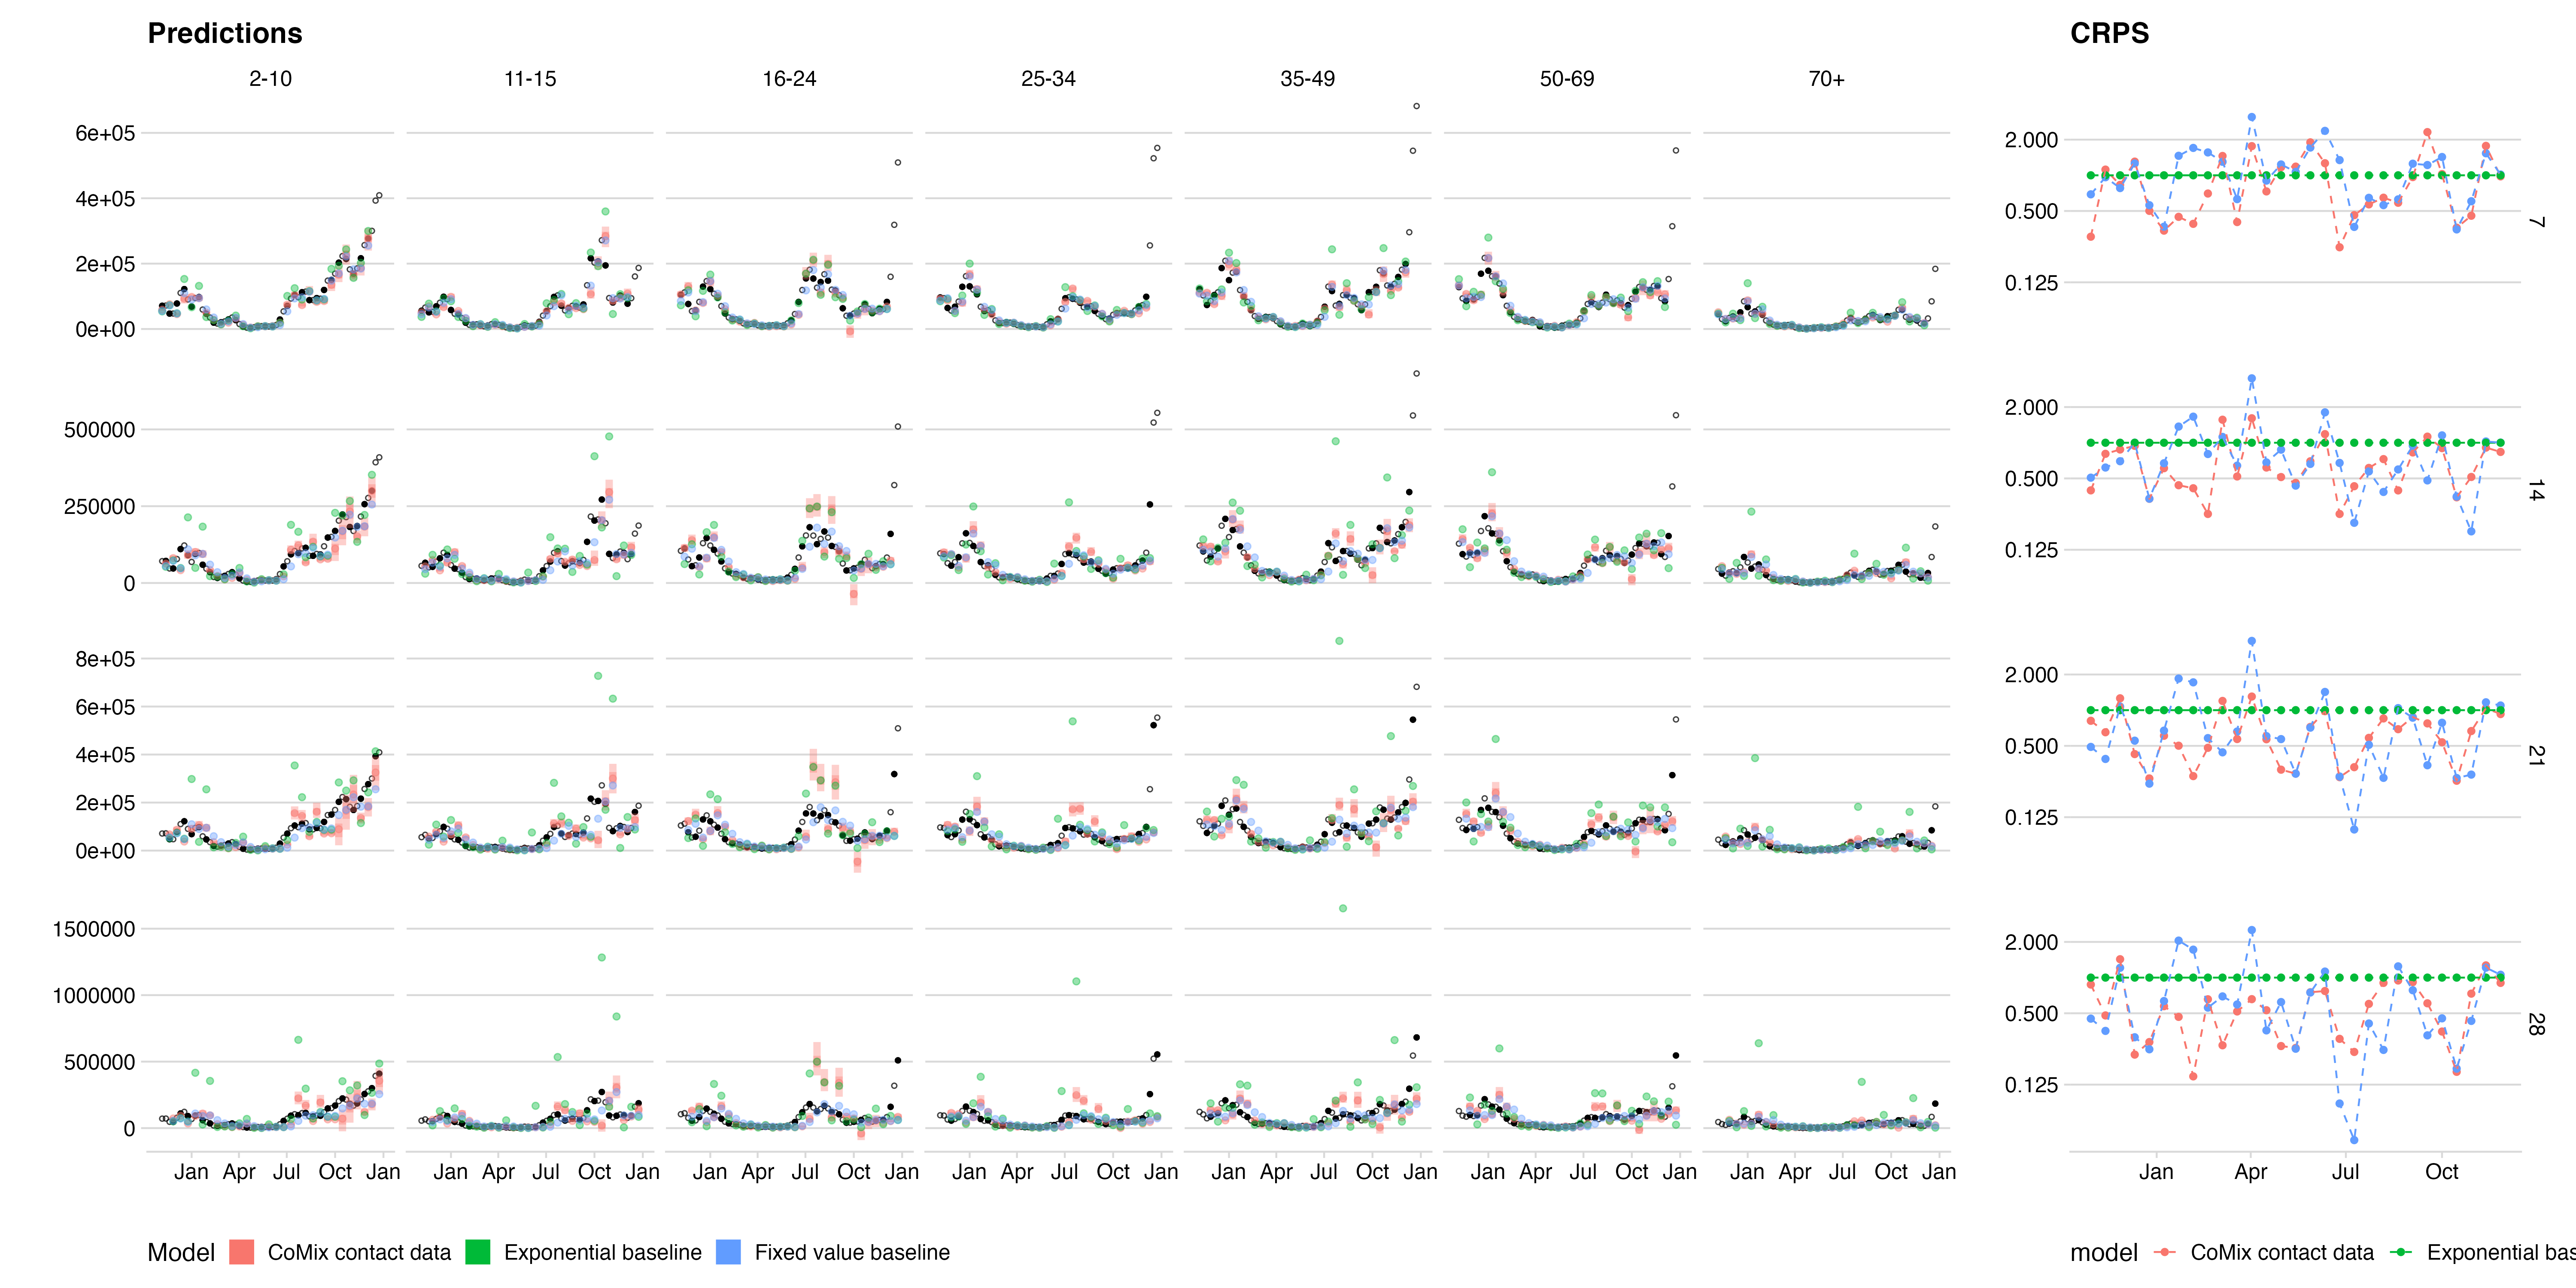 Predictions CRPS
2-10 11-15 16-24 25-34 35-49 50-69 70+
6e+05
4e+05
2e+05
0e+00
2.000
0.500
0.125
7
500000
250000
0
2.000
0.500
0.125
14
8e+05
6e+05
4e+05
2e+05
0e+00
2.000
0.500
0.125
21
1500000
1000000
500000
0
2.000
0.500
0.125
28
Jan Apr Jul Oct Jan Jan Apr Jul Oct Jan Jan Apr Jul Oct Jan Jan Apr Jul Oct Jan Jan Apr Jul Oct Jan Jan Apr Jul Oct Jan Jan Apr Jul Oct Jan Jan Apr Jul Oct
Model CoMix contact data Exponential baseline Fixed value baseline
model CoMix contact data Exponential bas